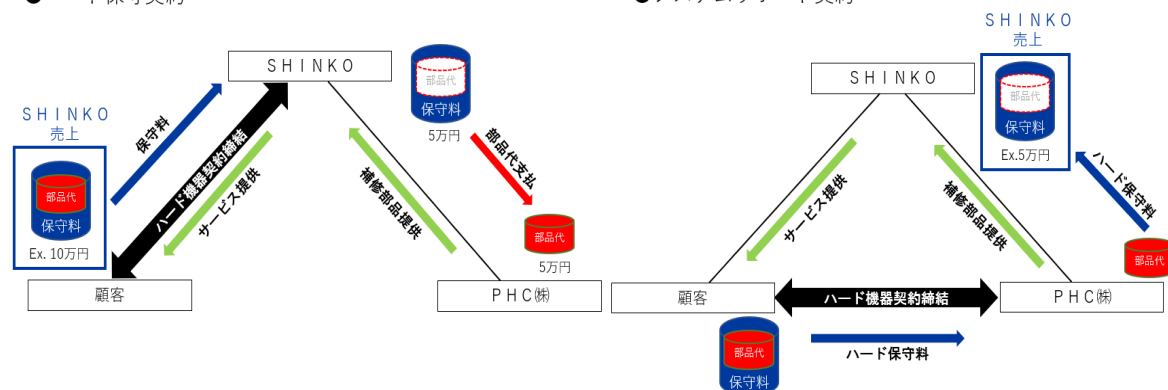 ＳＨＩＮＫＯ
部品代
保守料
5万円
ＳＨＩＮＫＯ
売上
部品代
保守料
Ex. 10万円
保守料
ハード機器契約締結
サービス提供
補修部品提供
部品代支払
部品代
5万円
顧客
ＰＨＣ㈱
ＳＨＩＮＫＯ
売上
ＳＨＩＮＫＯ
部品代
保守料
Ex.5万円
サービス提供
補修部品提供
ハード保守料
部品代
顧客
ハード機器契約締結
ＰＨＣ㈱
部品代
保守料
ハード保守料